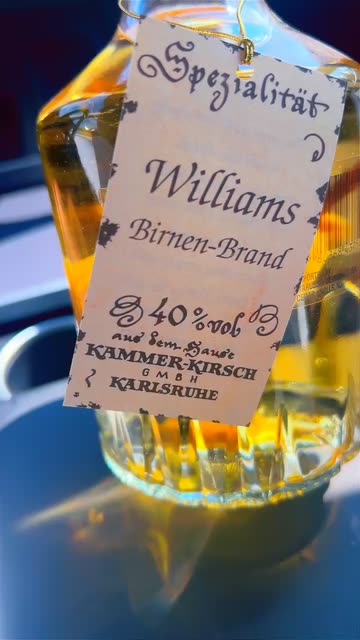 Spezialität
Williams
Birnen-Brand
40%vol
aus dem Hause
KAMMER-KIRSCH
GMBH
KARLSRUHE